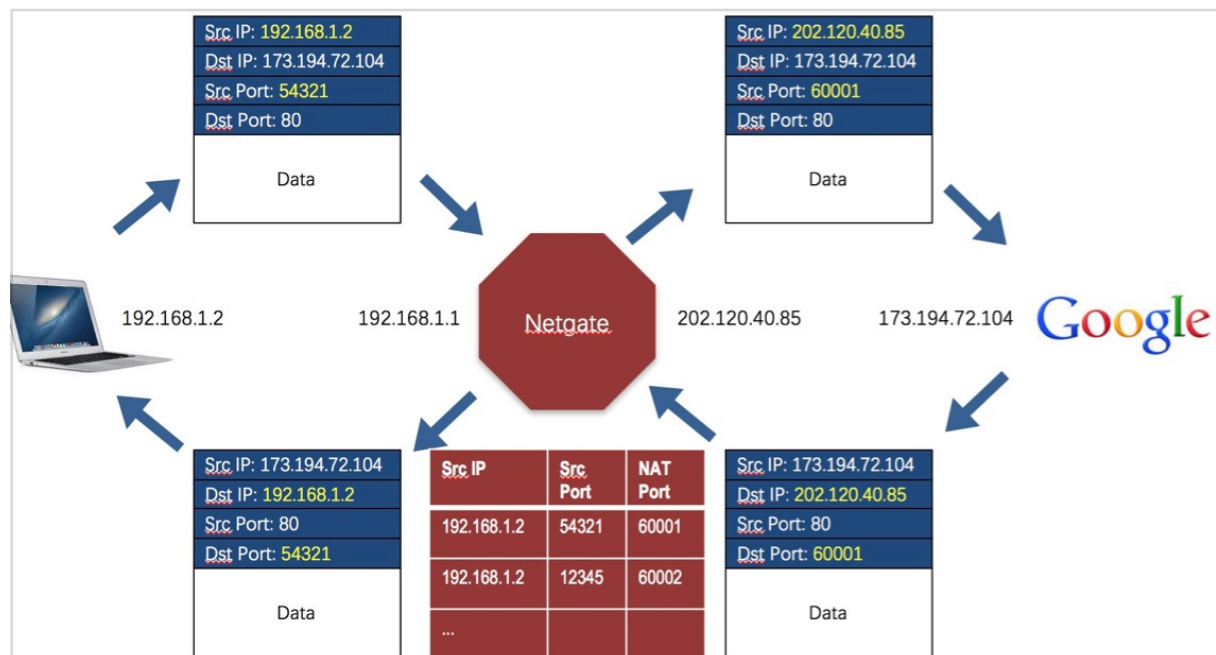 Src IP: 192.168.1.2
Dst IP: 173.194.72.104
Src Port: 54321
Dst Port: 80
Data
Src IP: 202.120.40.85
Dst IP: 173.194.72.104
Src Port: 60001
Dst Port: 80
Data
192.168.1.2
192.168.1.1
Netgate
202.120.40.85
173.194.72.104
Google
Src IP: 173.194.72.104
Dst IP: 192.168.1.2
Src Port: 80
Dst Port: 54321
Data
Src IP Src Port NAT Port
192.168.1.2 54321 60001
192.168.1.2 12345 60002
...
Src IP: 173.194.72.104
Dst IP: 202.120.40.85
Src Port: 80
Dst Port: 60001
Data